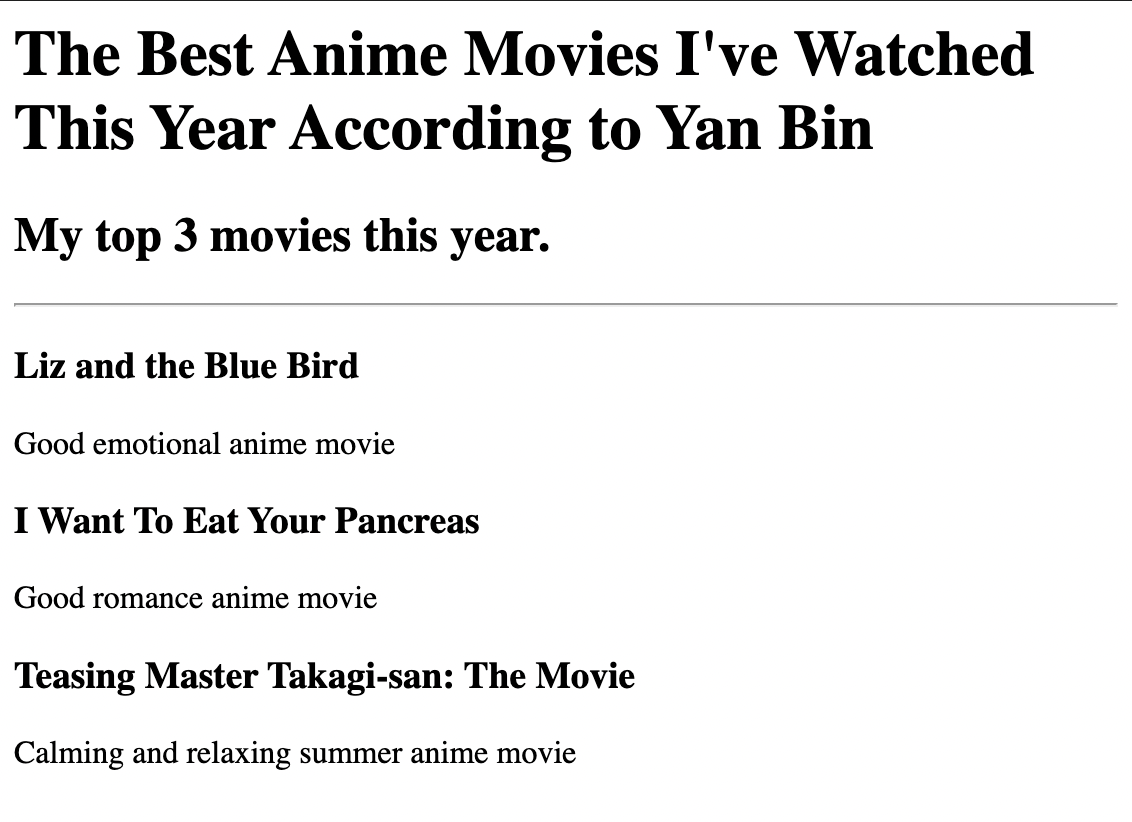 The Best Anime Movies I've Watched
This Year According to Yan Bin
My top 3 movies this year.
Liz and the Blue Bird
Good emotional anime movie
I Want To Eat Your Pancreas
Good romance anime movie
Teasing Master Takagi-san: The Movie
Calming and relaxing summer anime movie